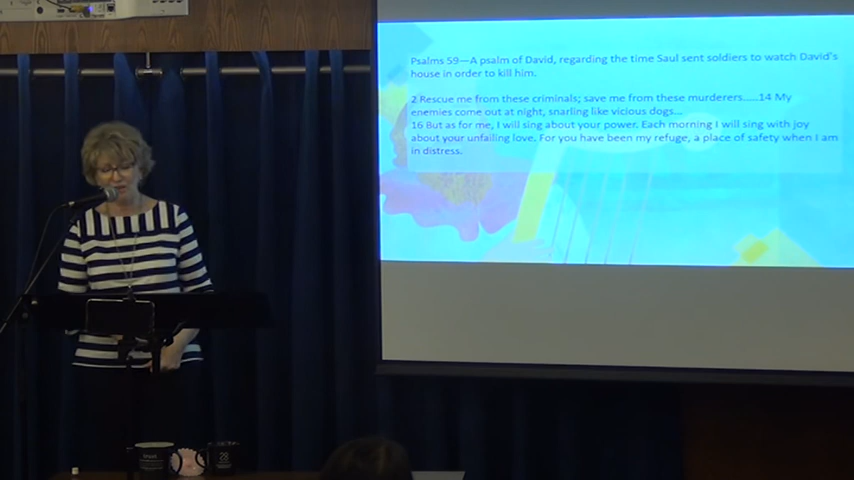 Psalms 59—A psalm of David, regarding the time Saul sent soldiers to watch David's
house in order to kill him.
2 Rescue me from these criminals; save me from these murderers......14 My
enemies come out at night, snarling like vicious dogs...
16 But as for me, I will sing about your power. Each morning I will sing with joy
about your unfailing love. For you have been my refuge, a place of safety when I am
in distress.
28